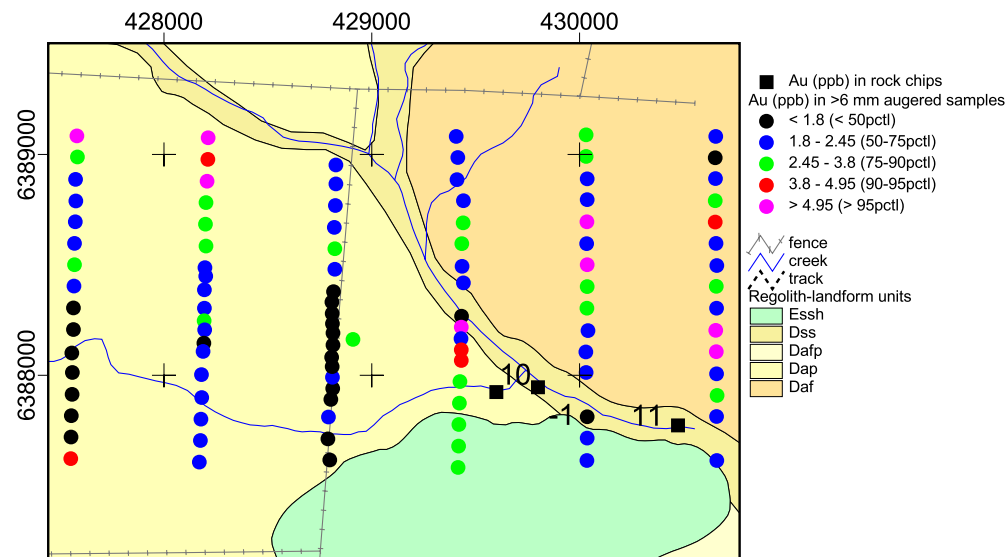 428000 429000 430000
6389000
6388000
10
-1
11
Au (ppb) in rock chips
Au (ppb) in >6 mm augered samples
< 1.8 (< 50pctl)
1.8 - 2.45 (50-75pctl)
2.45 - 3.8 (75-90pctl)
3.8 - 4.95 (90-95pctl)
> 4.95 (> 95pctl)
fence
creek
track
Regolith-landform units
Essh
Dss
Dafp
Dap
Daf